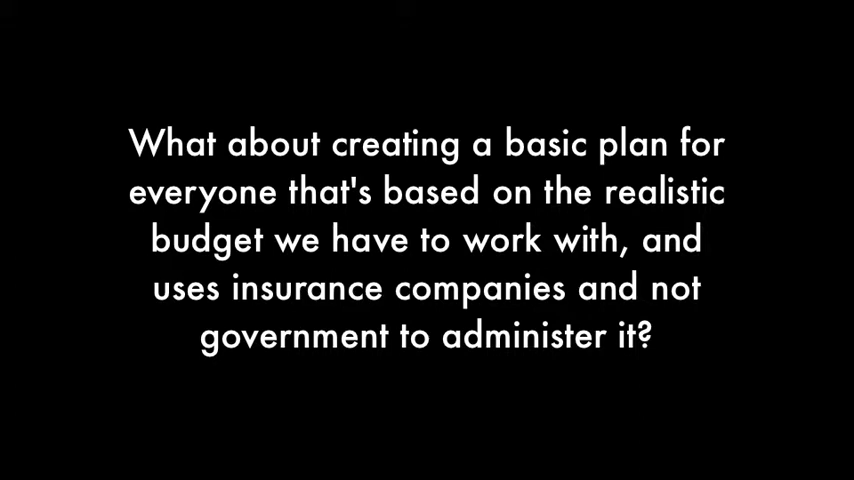 What about creating a basic plan for
everyone that's based on the realistic
budget we have to work with, and
uses insurance companies and not
government to administer it?